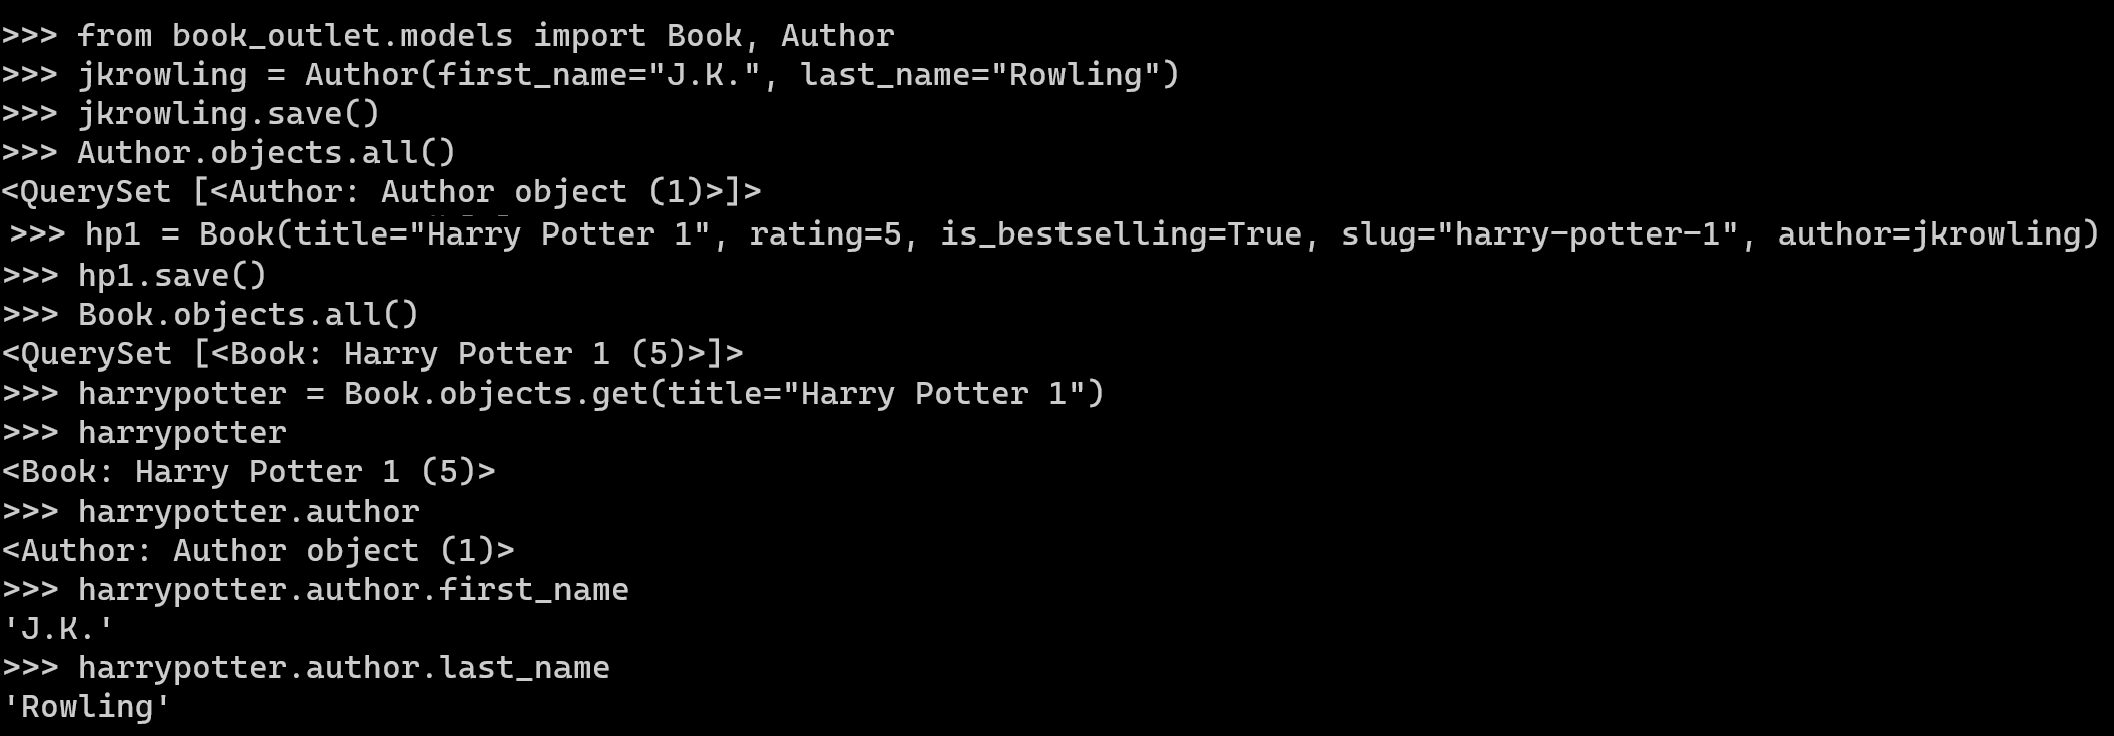 >>> from book_outlet.models import Book, Author
>>> jkrowling = Author(first_name="J.K.", last_name="Rowling")
>>> jkrowling.save()
>>> Author.objects.all()
<QuerySet [<Author: Author object (1)>]>
>>> hp1 = Book(title="Harry Potter 1", rating=5, is_bestselling=True, slug="harry-potter-1", author=jkrowling)
>>> hp1.save()
>>> Book.objects.all()
<QuerySet [<Book: Harry Potter 1 (5)>]>
>>> harrypotter = Book.objects.get(title="Harry Potter 1")
>>> harrypotter
<Book: Harry Potter 1 (5)>
>>> harrypotter.author
<Author: Author object (1)>
>>> harrypotter.author.first_name
'J.K.'
>>> harrypotter.author.last_name
'Rowling'